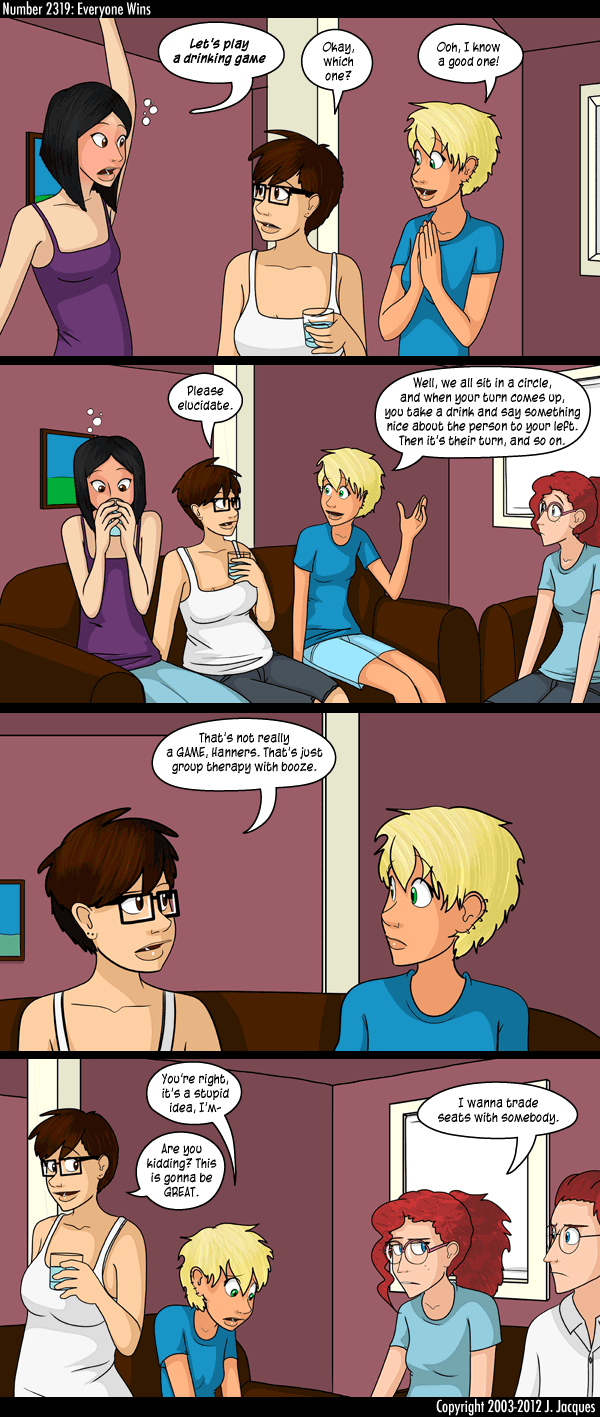 Number 2319: Everyone Wins
Let's play
a drinking game
Okay,
which
one?
Ooh, I know
a good one!
Please
elucidate.
Well, we all sit in a circle,
and when your turn comes up,
you take a drink and say something
nice about the person to your left.
Then it's their turn, and so on.
That's not really
a GAME, Hanners. That's just
group therapy with booze.
You're right,
it's a stupid
idea, I'm-
Are you
kidding? This
is gonna be
GREAT.
I wanna trade
seats with somebody.
Copyright 2003-2012 J. Jacques